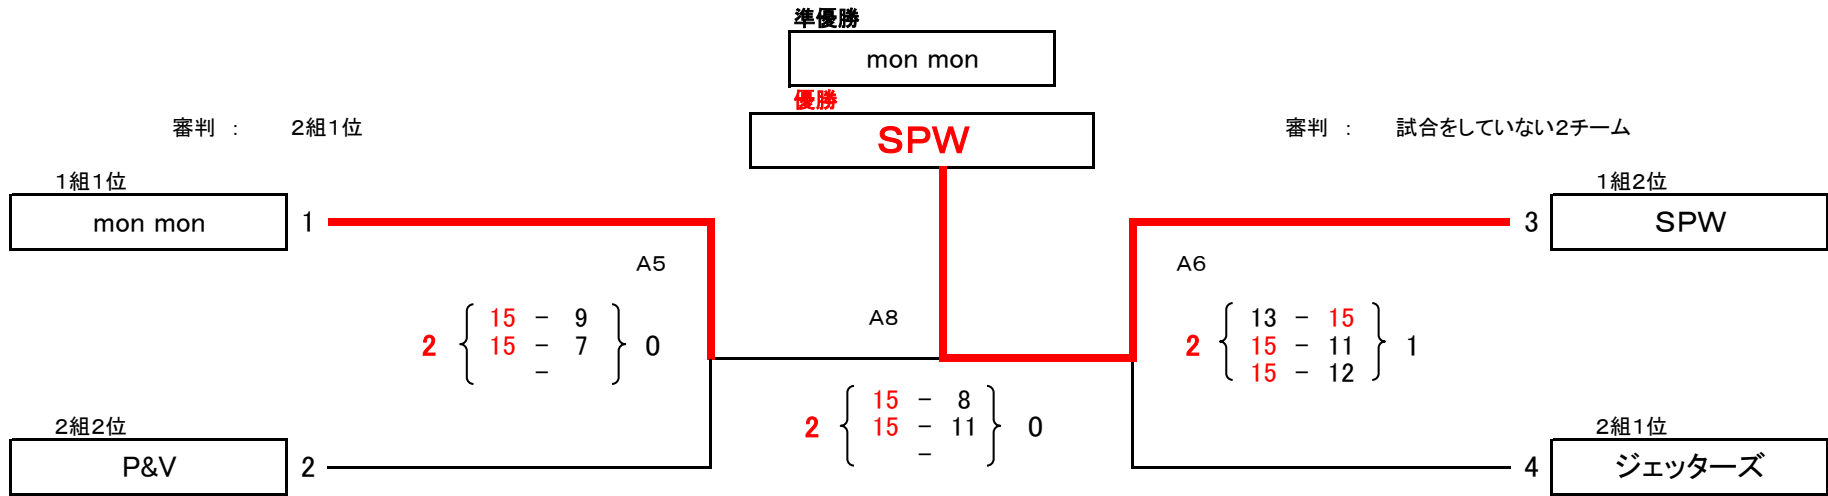 準優勝
mon mon
優勝
SPW
審判 : 2組1位
審判 : 試合をしていない2チーム
1組1位
mon mon 1
1組2位
3 SPW
A5
A6
A8
2 { 15 - 9 } 0
15 - 7
-
2 { 13 - 15 } 1
15 - 11
15 - 12
2 { 15 - 8 } 0
15 - 11
-
2組2位
P&V 2
2組1位
4 ジェッターズ